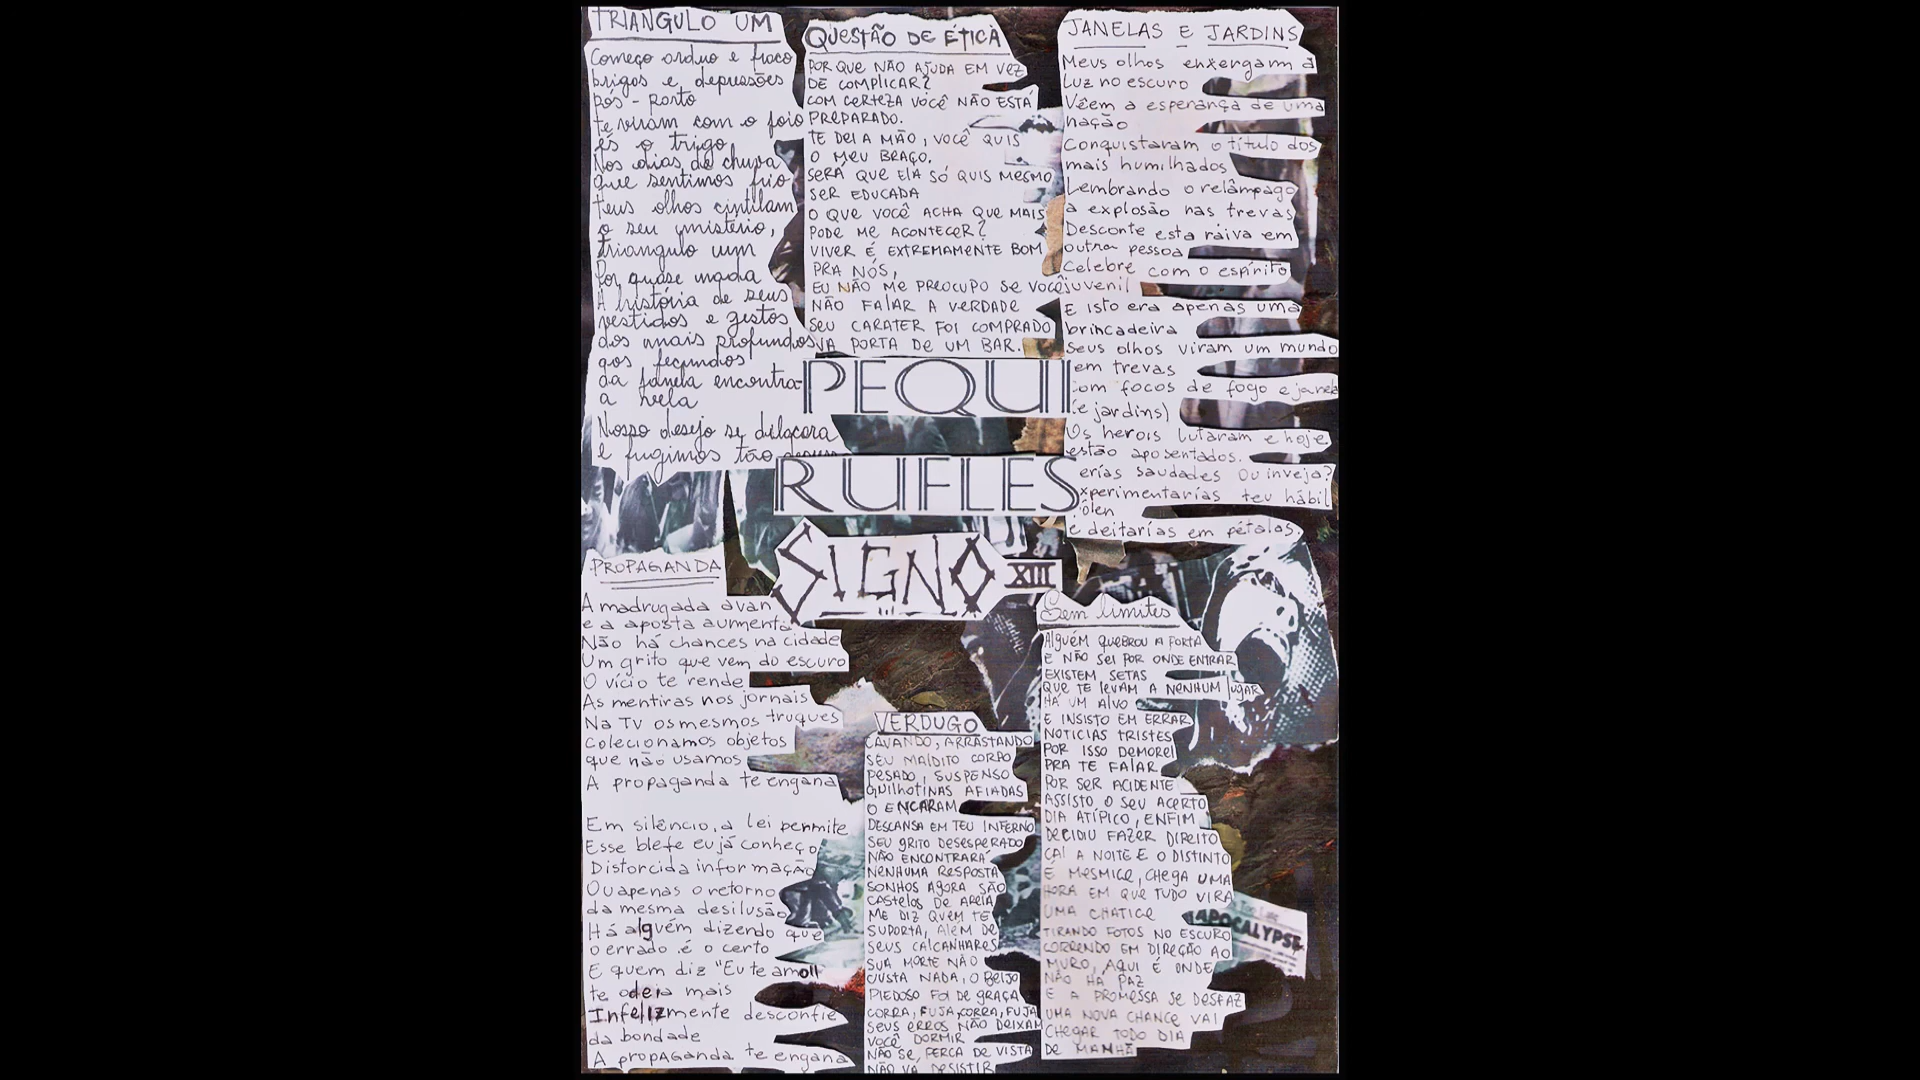 TRIANGULO UM
Começo arduo e fraco
brigas e depressões
pós-parto
te viram com o joio
és o trigo
Nos dias de chuva
que sentimos frio
teus olhos cintilam
o seu mistério,
triangulo um
Por quase nada
A história de seus
vestidos e gestos
dos mais profundos
aos fecundos
da janela encontra-
a vela
Nosso desejo se dilacera
e fugimos tão
QUESTÃO DE ÉTICA
POR QUE NÃO AJUDA EM VEZ
DE COMPLICAR?
COM CERTEZA VOCÊ NÃO ESTA
PREPARADO.
TE DEI A MÃO, VOCÊ QUIS
O MEU BRAÇO.
SERÁ QUE ELA SÓ QUIS MESMO
SER EDUCADA
O QUE VOCÊ ACHA QUE MAIS
PODE ME ACONTECER?
VIVER É EXTREMAMENTE BOM
PRA NÓS,
EU NÃO ME PREOCUPO SE VOCÊ
NÃO FALAR A VERDADE
SEU CARATER FOI COMPRADO
NA PORTA DE UM BAR.
JANELAS E JARDINS
Meus olhos enxergam a
Luz no escuro
Vêem a esperança de uma
nação
Conquistaram o título dos
mais humilhados
Lembrando o relâmpago
a explosão nas trevas
Desconte esta raiva em
outra pessoa
Celebre com o espírito
juvenil
E isto era apenas uma
brincadeira
Seus olhos viram um mundo
em trevas
com focos de fogo e janela
(e jardins)
Os herois lutaram e hoje
estão aposentados.
erias saudades ou inveja?
xperimentarías teu hábil
ólen
e deitarías em pétalas.
PEQUI
RUFLES
SIGNO XIII
PROPAGANDA
A madrugada avan
e a aposta aumenta
Não há chances na cidade
Um grito que vem do escuro
O vício te rende
As mentiras nos jornais
Na TV os mesmos truques
Colecionamos objetos
que não usamos
A propaganda te engana
Em silêncio, a lei permite
Esse blefe eu já conheço
Distorcida informação
Ou apenas o retorno
da mesma desilusão
Há alguém dizendo que
o errado é o certo
E quem diz "Eu te amo"
te odeia mais
Infelizmente desconfie
da bondade
A propaganda te engana
VERDUGO
CAVANDO, ARRASTANDO
SEU MALDITO CORPO
PESADO, SUSPENSO
GUILHOTINAS AFIADAS
O ENCARAM
DESCANSA EM TEU INFERNO
SEU GRITO DESESPERADO
NÃO ENCONTRARÁ
NENHUMA RESPOSTA
SONHOS AGORA SÃO
CASTELOS DE AREIA
ME DIZ QUEM TE
SUPORTA, ALEM DE
SEUS CALCANHARES
SUA MORTE NÃO
CUSTA NADA, O BEIJO
PIEDOSO FOI DE GRAÇA
CORRA, FUJA, CORRA, FUJA
SEUS ERROS NÃO DEIXAM
VOCÊ DORMIR
NÃO SE, PERCA DE VISTA
NÃO VÁ DESISTIR
Sem limites
Alguém QUEBROU A PORTA
E NÃO SEI POR ONDE ENTRAR
EXISTEM SETAS
QUE TE LEVAM A NENHUM LUGAR
HÁ UM ALVO
E INSISTO EM ERRAR
NOTICIAS TRISTES
POR ISSO DEMOREI
PRA TE FALAR
POR SER ACIDENTE
ASSISTO O SEU ACERTO
DIA ATÍPICO, ENFIM
DECIDIU FAZER DIREITO
CAI A NOITE E O DISTINTO
É MESMICE, CHEGA UMA
HORA EM QUE TUDO VIRA
UMA CHATICE
TIRANDO FOTOS NO ESCURO
CORRENDO EM DIREÇÃO AO
MURO, AQUI É ONDE
NÃO HÁ PAZ
E A PROMESSA SE DESFAZ
UMA NOVA CHANCE VAI
CHEGAR TODO DIA
DE MANHÃ
APOCALYPSE